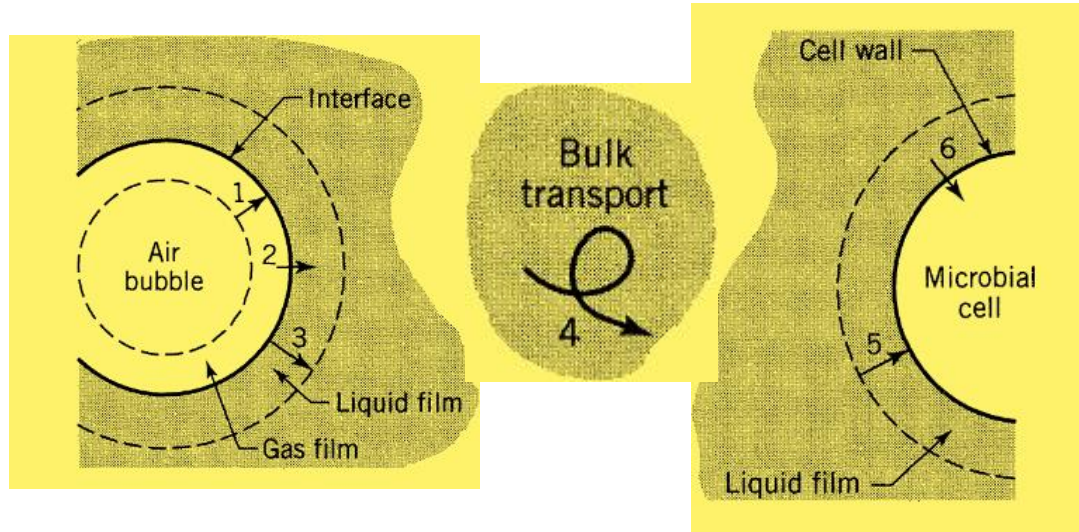 Interface
1
Air
bubble
2
3
Liquid film
Gas film
Bulk
transport
4
Cell wall
6
Microbial
cell
5
Liquid film